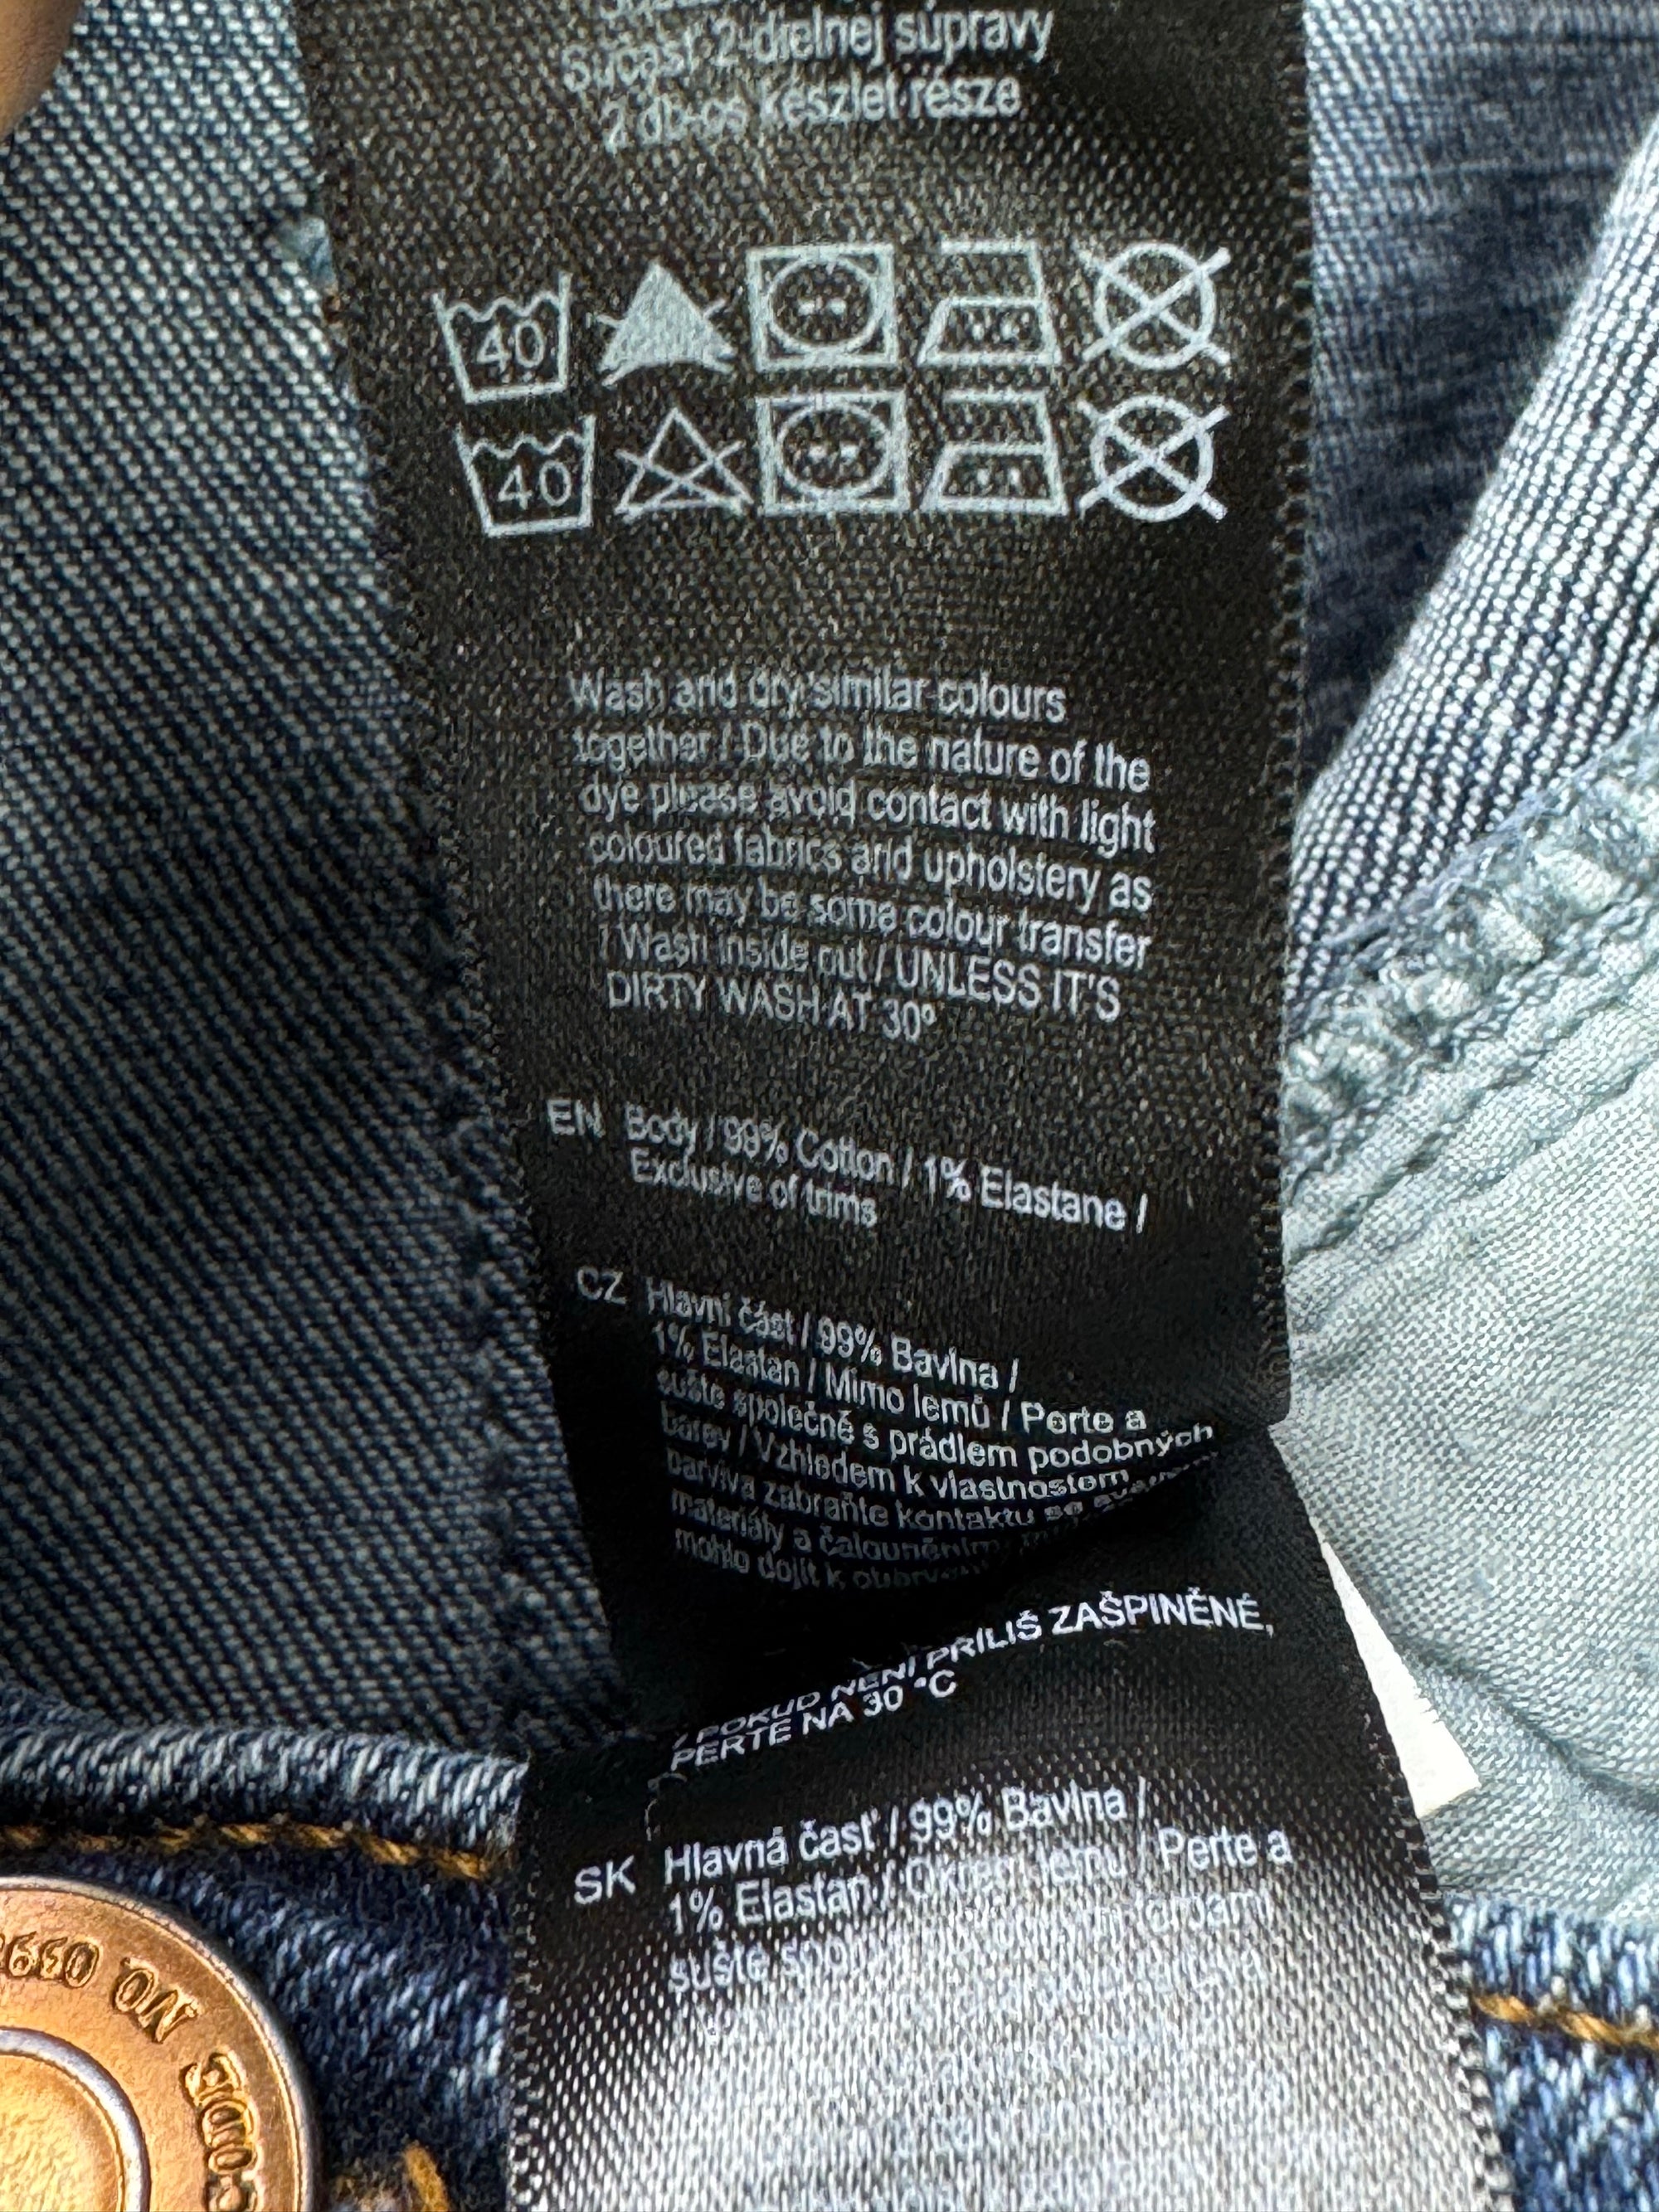 Súčasť 2-dielnej súpravy
2 db-os készlet része
40
40
Wash and dry similar colours
together / Due to the nature of the
dye please avoid contact with light
coloured fabrics and upholstery as
there may be some colour transfer
/ Wash inside out / UNLESS IT'S
DIRTY WASH AT 30°
EN Body / 99% Cotton / 1% Elastane /
Exclusive of trims
CZ Hlavní část / 99% Bavlna /
1% Elastan / Mimo lemů / Perte a
sušte společně s prádlem podobných
barev / Vzhledem k vlastnostem
barviva zabraňte kontaktu se
materiály a čalouněním
mohlo dojít k
/ POKUD NENÍ PŘÍLIŠ ZAŠPINĚNÉ,
PERTE NA 30 °C
SK Hlavná časť / 99% Bavlna /
1% Elastan / Okrem lemu / Perte a
sušte
NO.